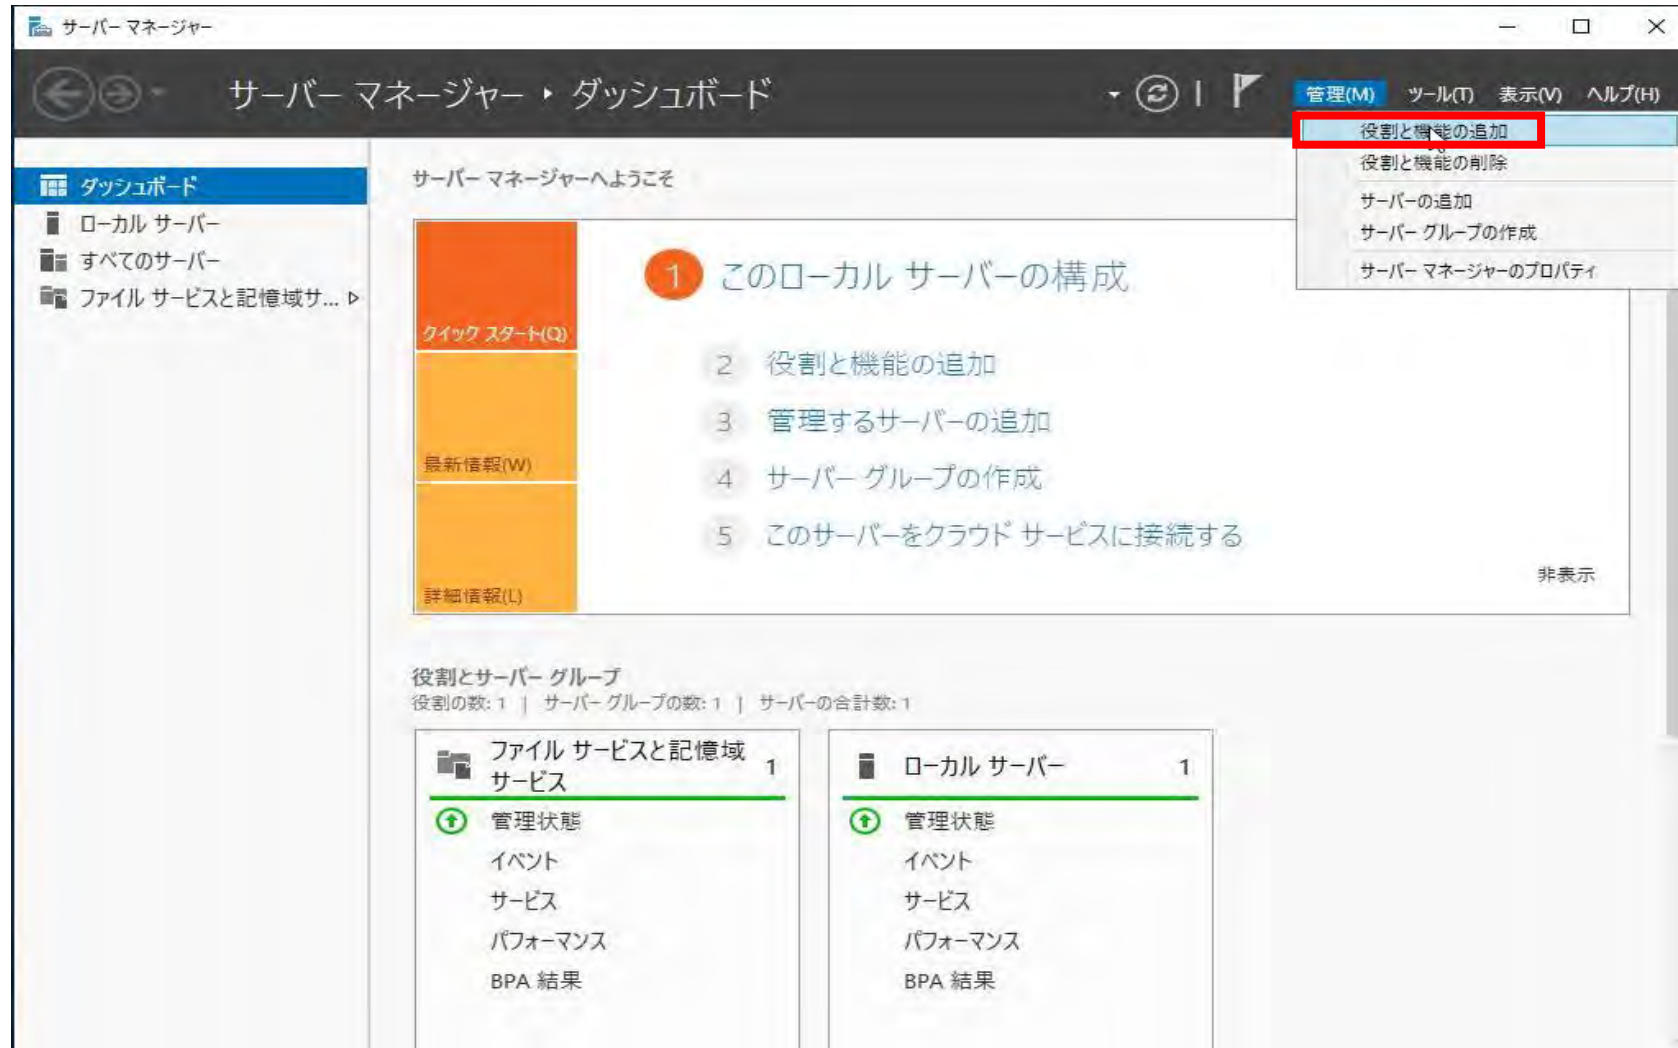 サーバー マネージャー
サーバー マネージャー ‣ ダッシュボード
管理(M) ツール(T) 表示(V) ヘルプ(H)
役割と機能の追加
役割と機能の削除
サーバーの追加
サーバー グループの作成
サーバー マネージャーのプロパティ
ダッシュボード
ローカル サーバー
すべてのサーバー
ファイル サービスと記憶域サ...
サーバー マネージャーへようこそ
クイック スタート(Q)
最新情報(W)
詳細情報(L)
1 このローカル サーバーの構成
2 役割と機能の追加
3 管理するサーバーの追加
4 サーバー グループの作成
5 このサーバーをクラウド サービスに接続する
非表示
役割とサーバー グループ
役割の数: 1 | サーバー グループの数: 1 | サーバーの合計数: 1
ファイル サービスと記憶域
サービス
1
管理状態
イベント
サービス
パフォーマンス
BPA 結果
ローカル サーバー 1
管理状態
イベント
サービス
パフォーマンス
BPA 結果